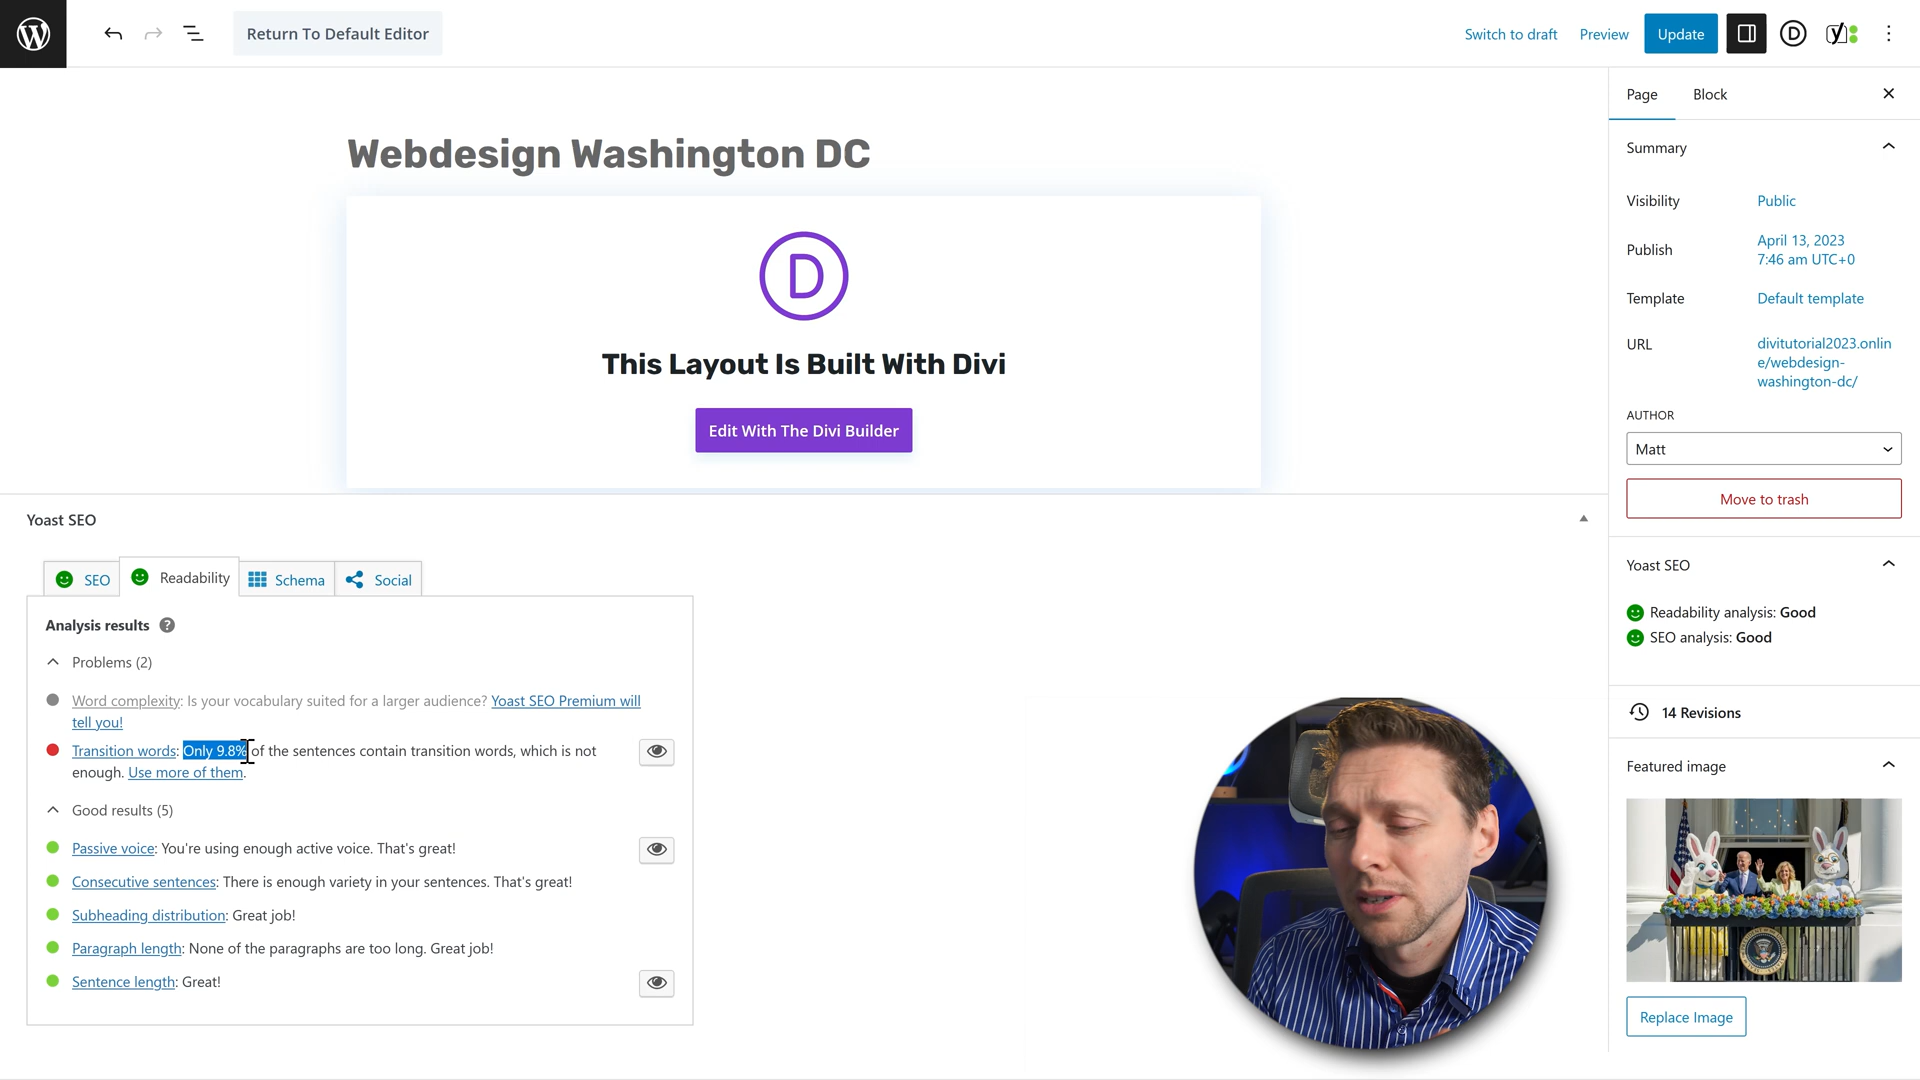 Return To Default Editor
Switch to draft
Preview
Update
Page
Block
Webdesign Washington DC
This Layout Is Built With Divi
Edit With The Divi Builder
Summary
Visibility
Public
Publish
April 13, 2023
7:46 am UTC+0
Template
Default template
URL
divitutorial2023.onlin
e/webdesign-
washington-dc/
AUTHOR
Matt
Move to trash
Yoast SEO
Readability analysis: Good
SEO analysis: Good
14 Revisions
Featured image
Replace Image
Yoast SEO
SEO
Readability
Schema
Social
Analysis results
Problems (2)
Word complexity: Is your vocabulary suited for a larger audience? Yoast SEO Premium will
tell you!
Transition words: Only 9.8% of the sentences contain transition words, which is not
enough. Use more of them.
Good results (5)
Passive voice: You're using enough active voice. That's great!
Consecutive sentences: There is enough variety in your sentences. That's great!
Subheading distribution: Great job!
Paragraph length: None of the paragraphs are too long. Great job!
Sentence length: Great!